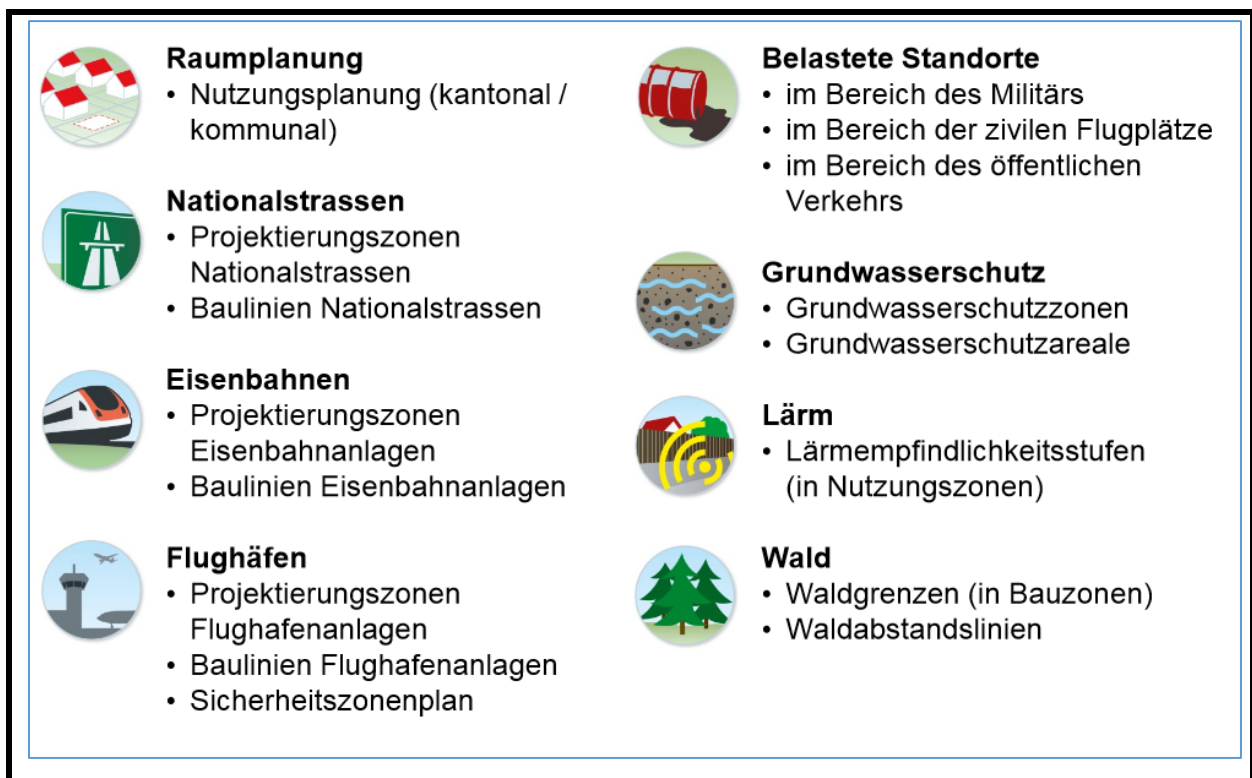 Raumplanung
• Nutzungsplanung (kantonal /
kommunal)
Nationalstrassen
• Projektierungszonen
Nationalstrassen
• Baulinien Nationalstrassen
Eisenbahnen
• Projektierungszonen
Eisenbahnanlagen
• Baulinien Eisenbahnanlagen
Flughäfen
• Projektierungszonen
Flughafenanlagen
• Baulinien Flughafenanlagen
• Sicherheitszonenplan
Belastete Standorte
• im Bereich des Militärs
• im Bereich der zivilen Flugplätze
• im Bereich des öffentlichen
Verkehrs
Grundwasserschutz
• Grundwasserschutzzonen
• Grundwasserschutzareale
Lärm
• Lärmempfindlichkeitsstufen
(in Nutzungszonen)
Wald
• Waldgrenzen (in Bauzonen)
• Waldabstandslinien